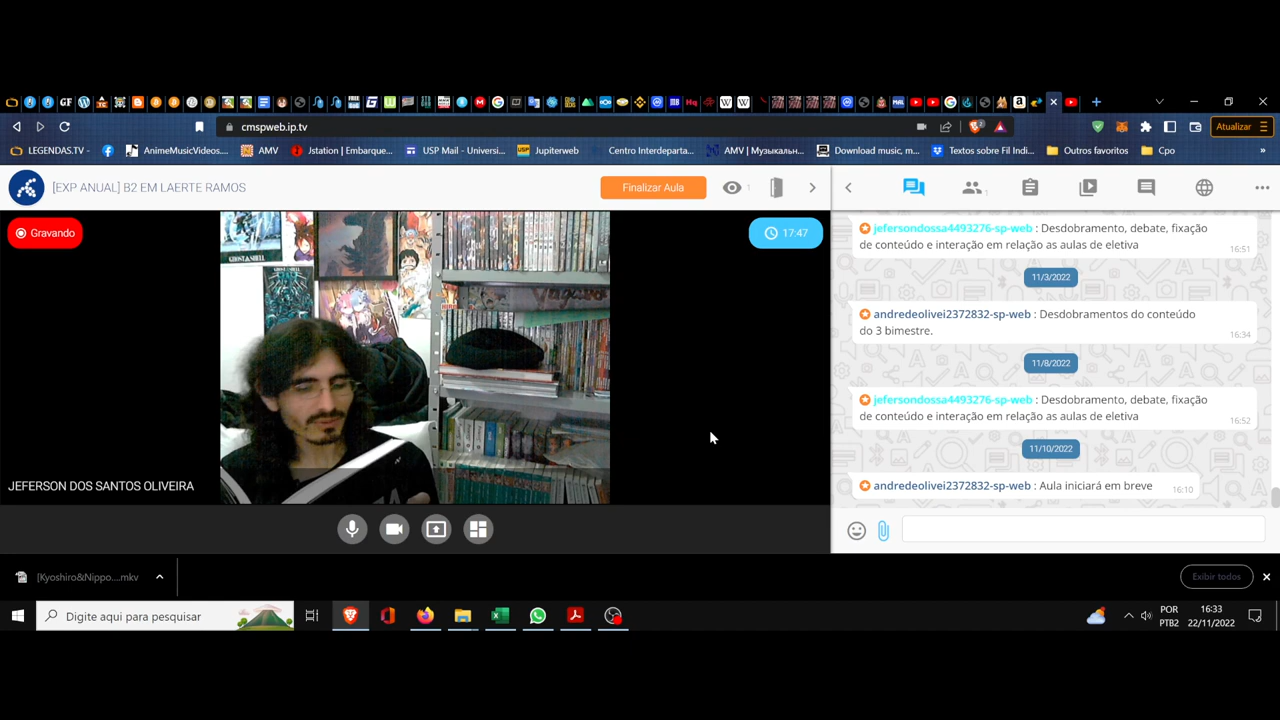 cmspweb.ip.tv
Atualizar
LEGENDAS.TV -
AnimeMusicVideos...
AMV
Jstation | Embarque...
USP Mail - Universi...
Jupiterweb
Centro Interdeparta...
AMV | Музыкальн...
Download music, m...
Textos sobre Fil Indi...
Outros favoritos
Cpo
»
[EXP ANUAL] B2 EM LAERTE RAMOS
Finalizar Aula
1
1
Gravando
17:47
GHOST SHELL
JEFERSON DOS SANTOS OLIVEIRA
jefersondossa4493276-sp-web : Desdobramento, debate, fixação
de conteúdo e interação em relação as aulas de eletiva
16:51
11/3/2022
andredeolivei2372832-sp-web : Desdobramentos do conteúdo
do 3 bimestre.
16:34
11/8/2022
jefersondossa4493276-sp-web : Desdobramento, debate, fixação
de conteúdo e interação em relação as aulas de eletiva
16:52
11/10/2022
andredeolivei2372832-sp-web : Aula iniciará em breve
16:10
[Kyoshiro&Nippo....mkv
Exibir todos
Digite aqui para pesquisar
POR
PTB2
16:33
22/11/2022